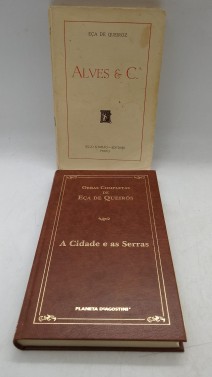 EÇA DE QUEIROZ
ALVES & C.ª
OBRAS COMPLETAS
DE
EÇA DE QUEIRÓS
A Cidade e as Serras
PLANETA DeAGOSTINI